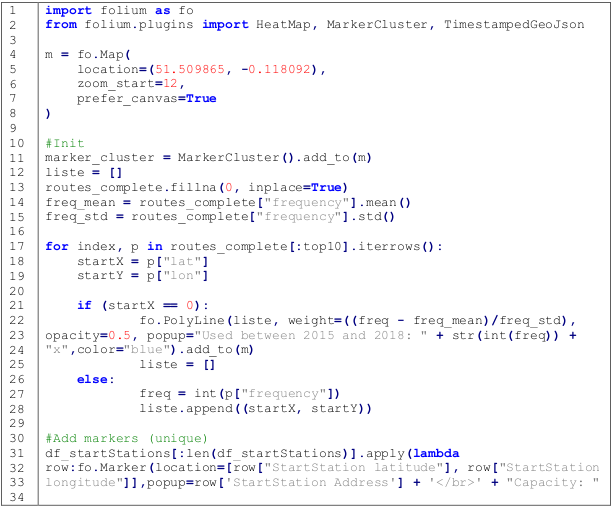 1 import folium as fo
2 from folium.plugins import HeatMap, MarkerCluster, TimestampedGeoJson
3
4 m = fo.Map(
5     location=(51.509865, -0.118092),
6     zoom_start=12,
7     prefer_canvas=True
8 )
9
10 #Init
11 marker_cluster = MarkerCluster().add_to(m)
12 liste = []
13 routes_complete.fillna(0, inplace=True)
14 freq_mean = routes_complete["frequency"].mean()
15 freq_std = routes_complete["frequency"].std()
16
17 for index, p in routes_complete[:top10].iterrows():
18     startX = p["lat"]
19     startY = p["lon"]
20
21     if (startX == 0):
22             fo.PolyLine(liste, weight=((freq - freq_mean)/freq_std),
23 opacity=0.5, popup="Used between 2015 and 2018: " + str(int(freq)) +
24 "x",color="blue").add_to(m)
25             liste = []
26     else:
27             freq = int(p["frequency"])
28             liste.append((startX, startY))
29
30 #Add markers (unique)
31 df_startStations[:len(df_startStations)].apply(lambda
32 row:fo.Marker(location=[row["StartStation latitude"], row["StartStation
33 longitude"]],popup=row['StartStation Address'] + '</br>' + "Capacity: "
34